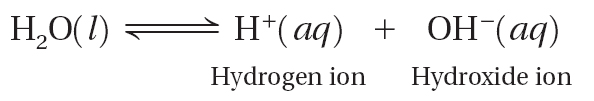 H₂O(l) ⇌ H⁺(aq) + OH⁻(aq)
Hydrogen ion Hydroxide ion